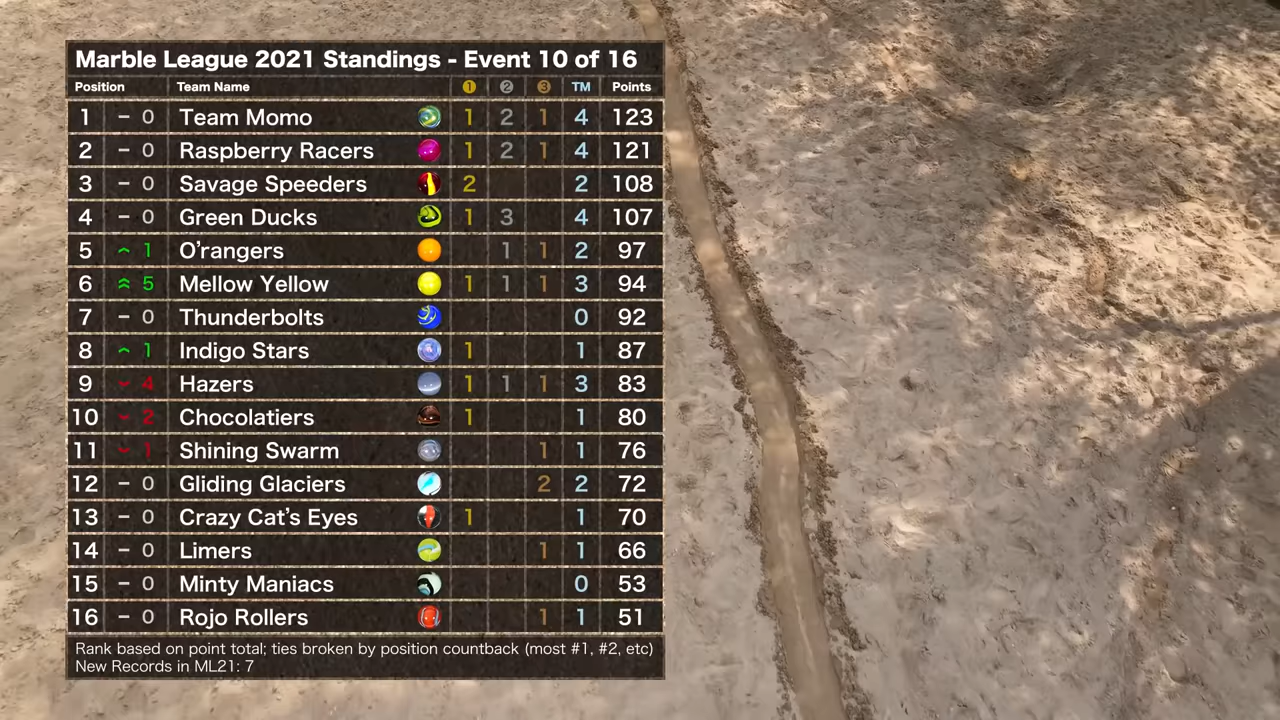 Marble League 2021 Standings - Event 10 of 16
Position Team Name 1 2 3 TM Points
1 – 0 Team Momo 1 2 1 4 123
2 – 0 Raspberry Racers 1 2 1 4 121
3 – 0 Savage Speeders 2 2 108
4 – 0 Green Ducks 1 3 4 107
5 1 O’rangers 1 1 2 97
6 5 Mellow Yellow 1 1 1 3 94
7 – 0 Thunderbolts 0 92
8 1 Indigo Stars 1 1 87
9 4 Hazers 1 1 1 3 83
10 2 Chocolatiers 1 1 80
11 1 Shining Swarm 1 1 76
12 – 0 Gliding Glaciers 2 2 72
13 – 0 Crazy Cat’s Eyes 1 1 70
14 – 0 Limers 1 1 66
15 – 0 Minty Maniacs 0 53
16 – 0 Rojo Rollers 1 1 51
Rank based on point total; ties broken by position countback (most #1, #2, etc)
New Records in ML21: 7